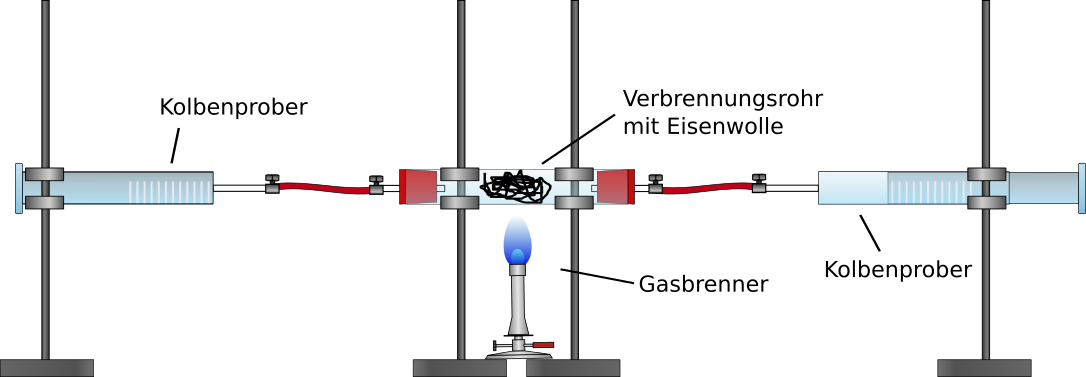 Kolbenprober
Verbrennungsrohr
mit Eisenwolle
Kolbenprober
Gasbrenner